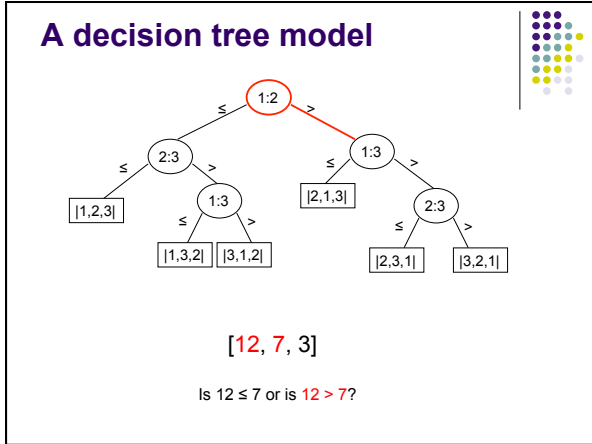 A decision tree model
1:2
≤ >
2:3 1:3
≤ > ≤ >
|1,2,3| 1:3 |2,1,3| 2:3
≤ > ≤ >
|1,3,2| |3,1,2| |2,3,1| |3,2,1|
[12, 7, 3]
Is 12 ≤ 7 or is 12 > 7?